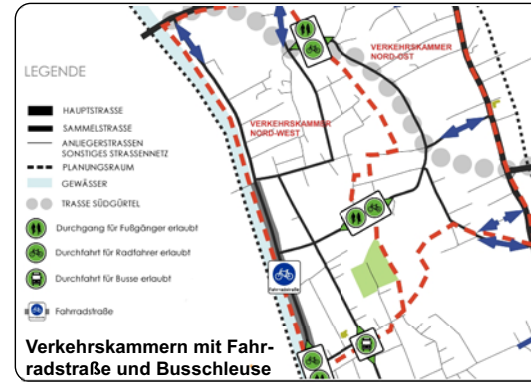 VERKEHRSKAMMER
NORD-OST
VERKEHRSKAMMER
NORD-WEST
LEGENDE
HAUPTSTRASSE
SAMMELSTRASSE
ANLIEGERSTRASSEN
SONSTIGES STRASSENNETZ
PLANUNGSRAUM
GEWÄSSER
TRASSE SÜDGÜRTEL
Durchgang für Fußgänger erlaubt
Durchfahrt für Radfahrer erlaubt
Durchfahrt für Busse erlaubt
Fahrradstraße
Fahrradstraße
Verkehrskammern mit Fahr-
radstraße und Busschleuse